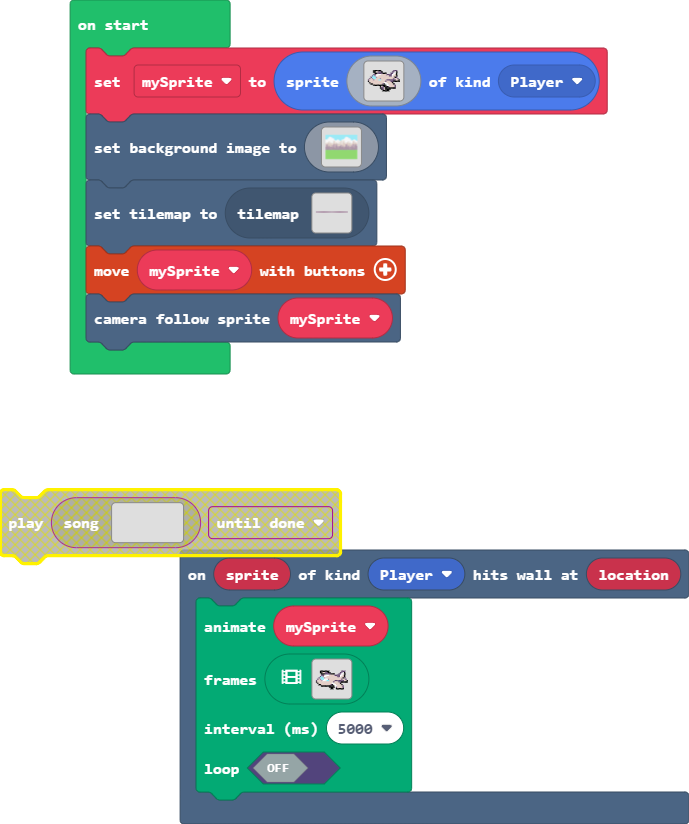 on start
set mySprite to sprite of kind Player
set background image to
set tilemap to tilemap
move mySprite with buttons
camera follow sprite mySprite
play song until done
on sprite of kind Player hits wall at location
animate mySprite
frames
interval (ms) 5000
loop OFF